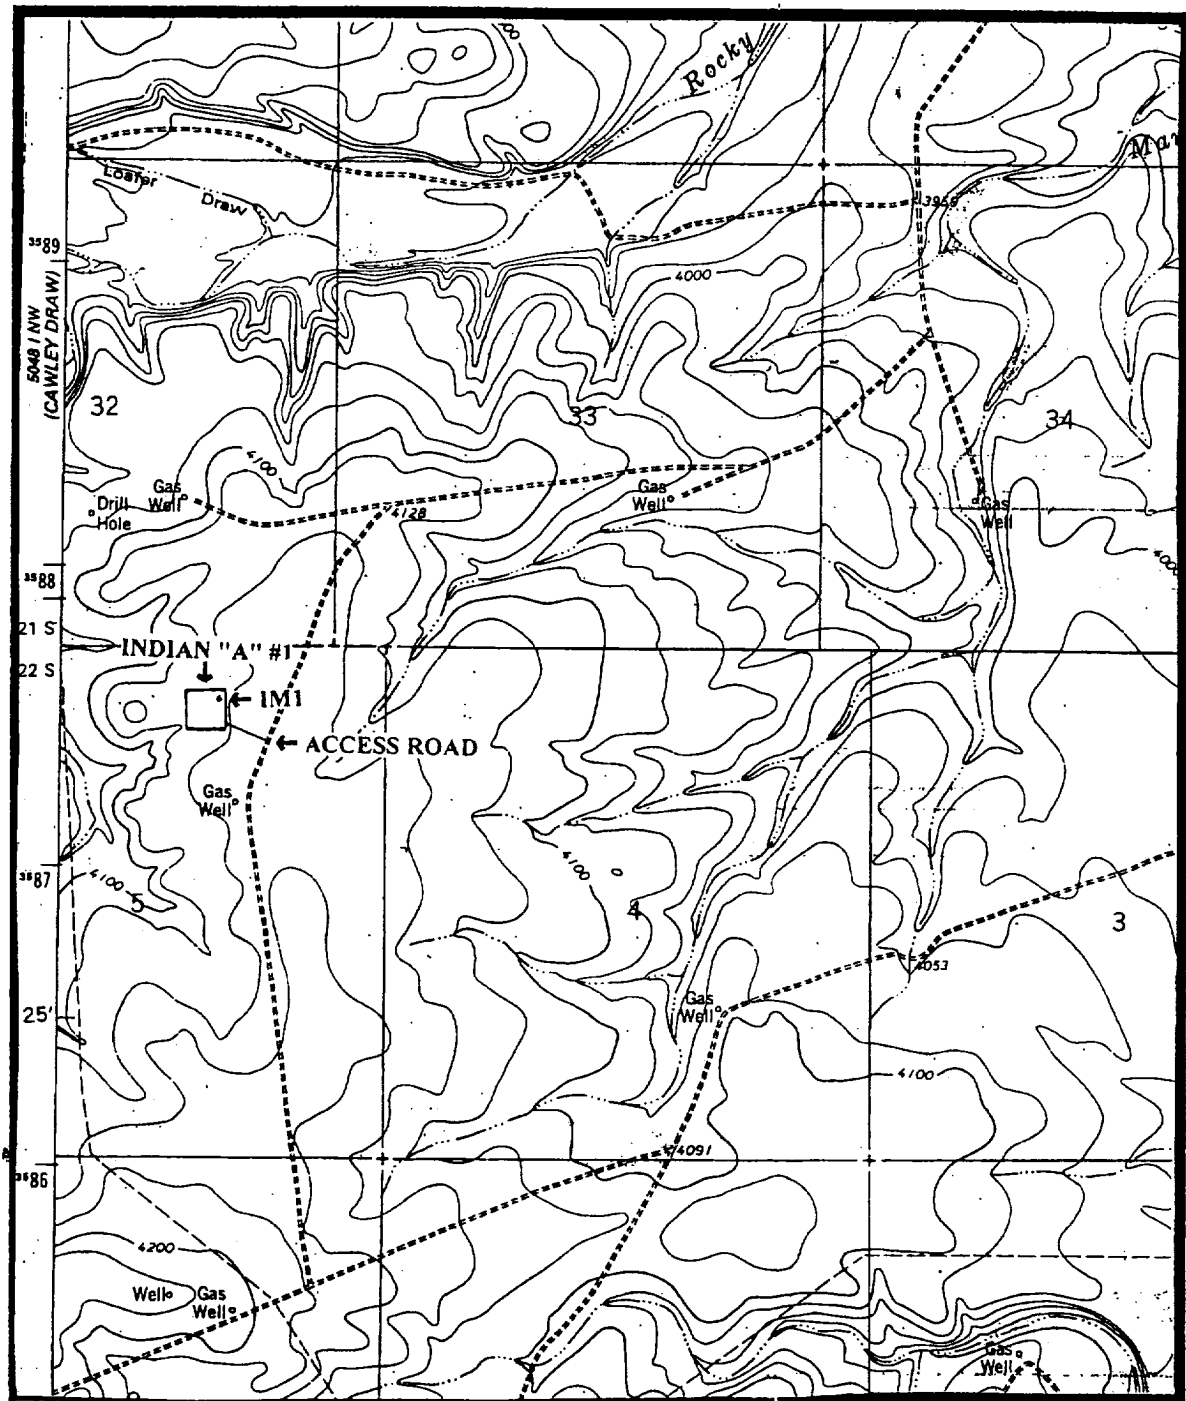 Rocky
Loafer
Draw
3959
³⁵89
5048 I NW
(CAWLEY DRAW)
4000
32
33
34
4100
Gas
Well
Drill
Hole
4128
Gas
Well
Gas
Well
³⁵88
21 S
22 S
INDIAN "A" #1
IM1
ACCESS ROAD
Gas
Well
³⁵87
4100
5
4100
4
3
4053
25'
Gas
Well
4100
4091
³⁵86
4200
Well
Gas
Well
Gas
Well